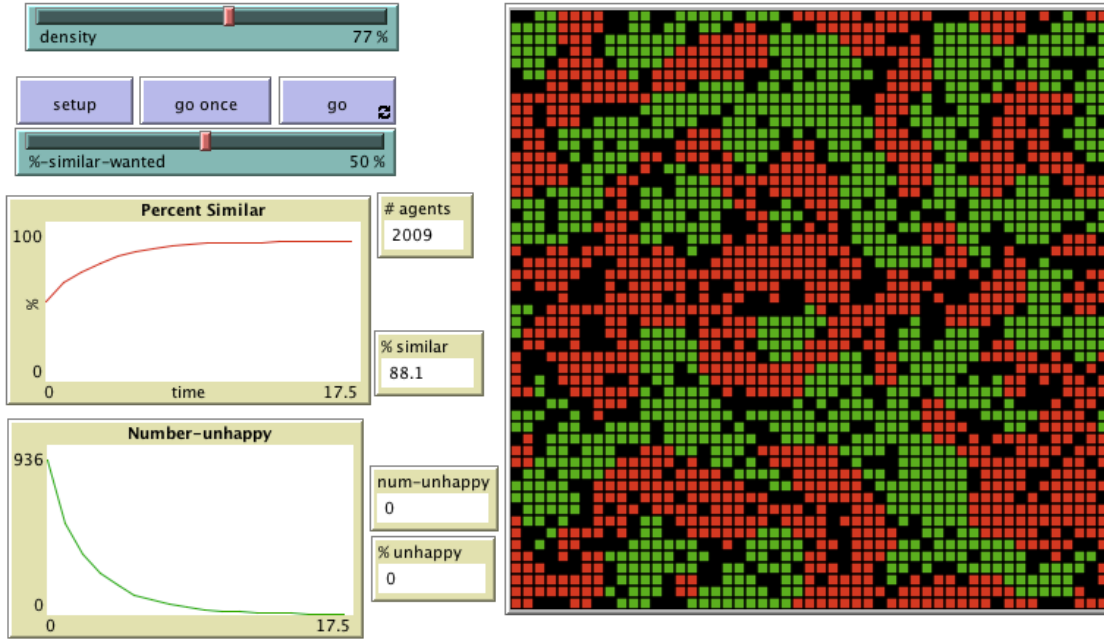 density 77 %
setup go once go
%-similar-wanted 50 %
Percent Similar
100
%
0
0 time 17.5
# agents
2009
% similar
88.1
Number-unhappy
936
0
0 17.5
num-unhappy
0
% unhappy
0